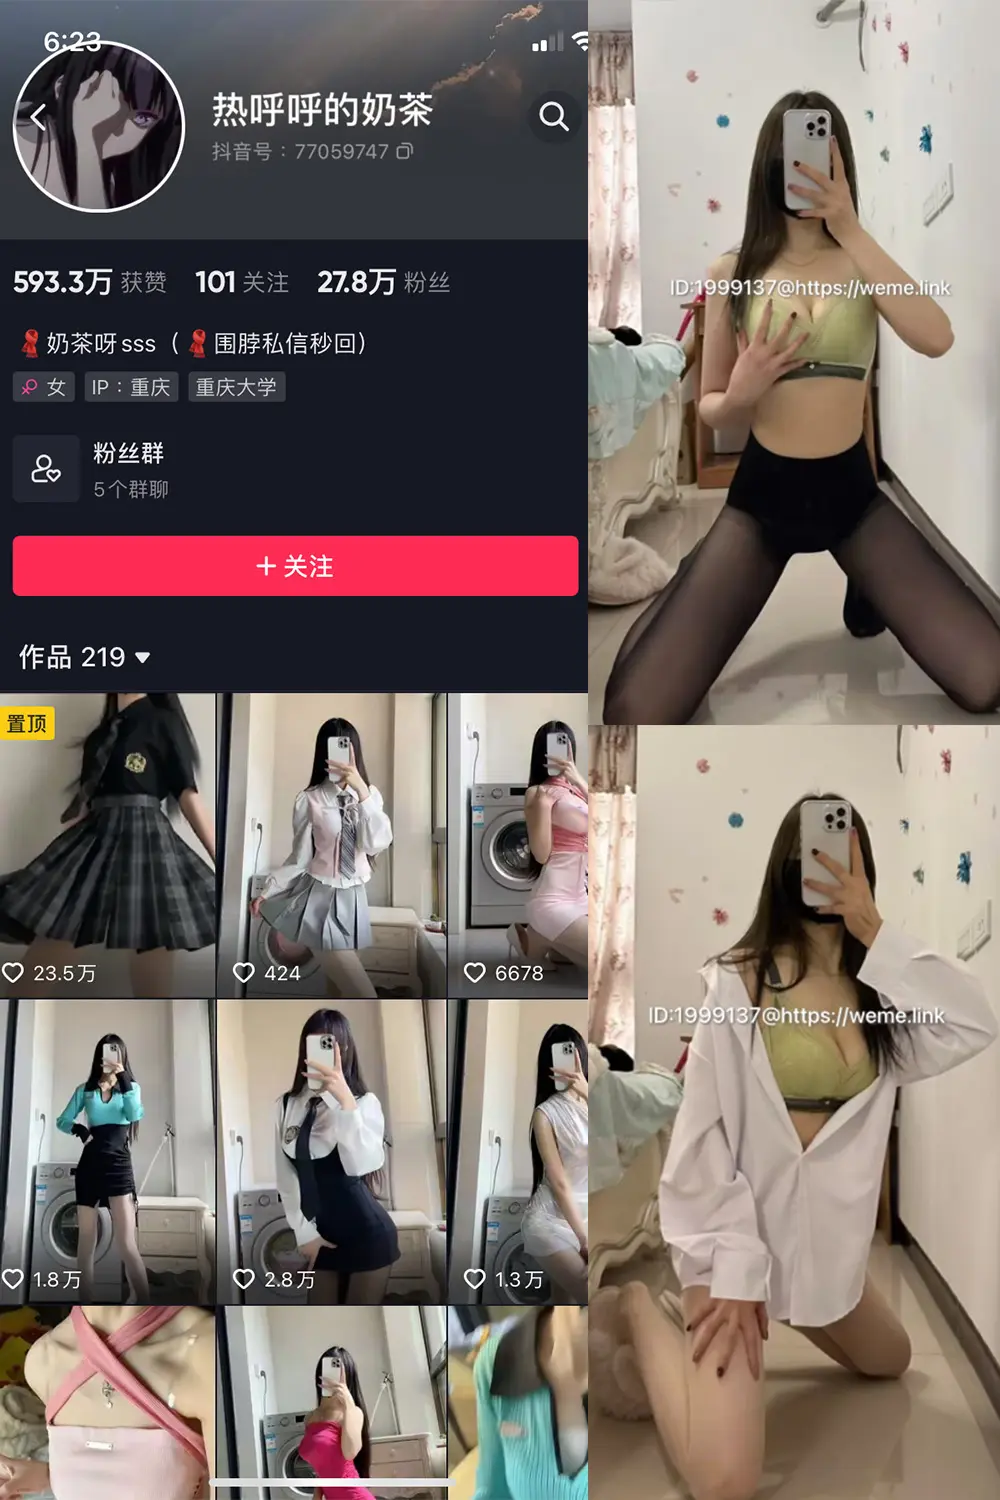 6:23
热呼呼的奶茶
抖音号：77059747
593.3万 获赞 101 关注 27.8万 粉丝
🧣奶茶呀sss（🧣围脖私信秒回）
女 IP：重庆 重庆大学
粉丝群
5个群聊
+ 关注
作品 219
置顶
23.5万 424 6678
1.8万 2.8万 1.3万
ID:1999137@https://weme.link
ID:1999137@https://weme.link